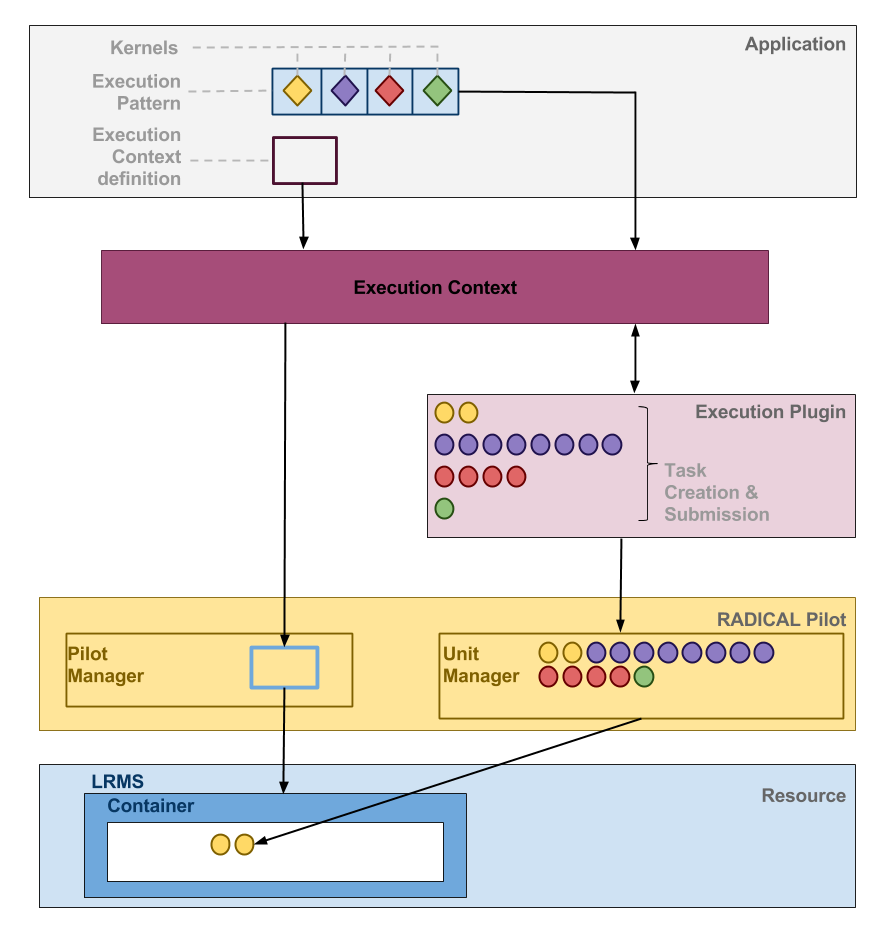 Application
Kernels
Execution
Pattern
Execution
Context
definition
Execution Context
Execution Plugin
Task
Creation &
Submission
RADICAL Pilot
Pilot
Manager
Unit
Manager
LRMS
Container
Resource